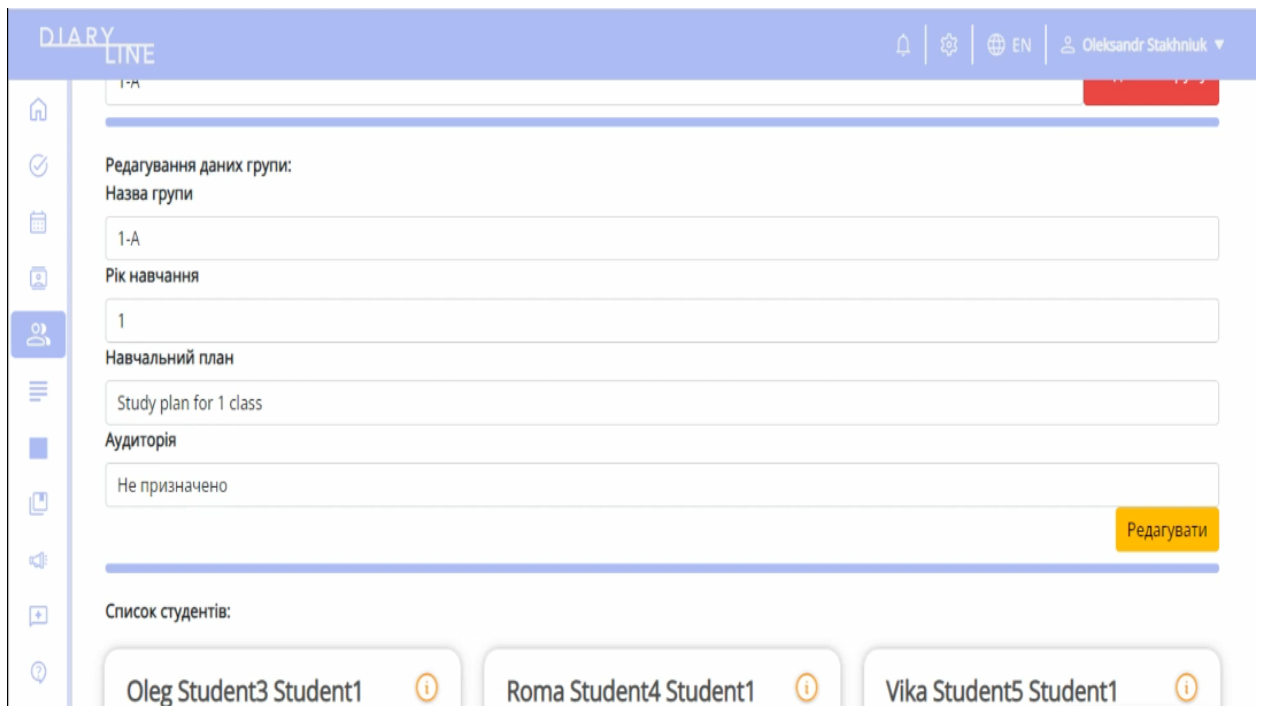 DIARY
LINE
EN
Oleksandr Stakhniuk
1-A
Редагування даних групи:
Назва групи
1-A
Рік навчання
1
Навчальний план
Study plan for 1 class
Аудиторія
Не призначено
Редагувати
Список студентів:
Oleg Student3 Student1
Roma Student4 Student1
Vika Student5 Student1